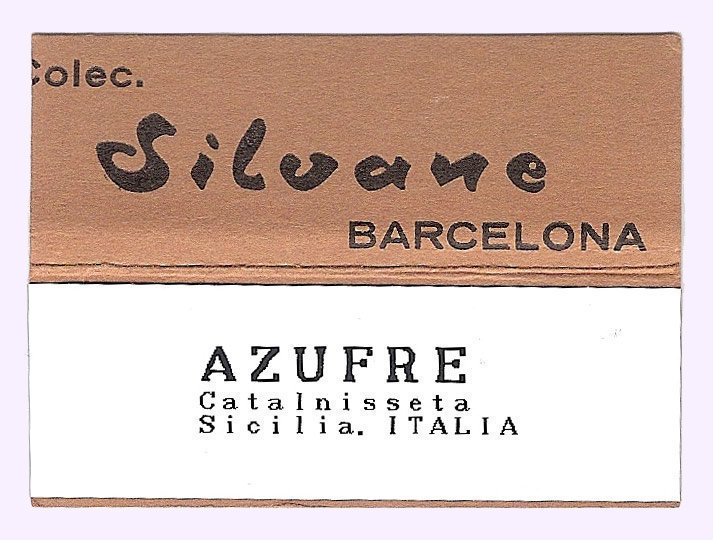 Colec.
Silvane
BARCELONA
AZUFRE
Catalnisseta
Sicilia. ITALIA